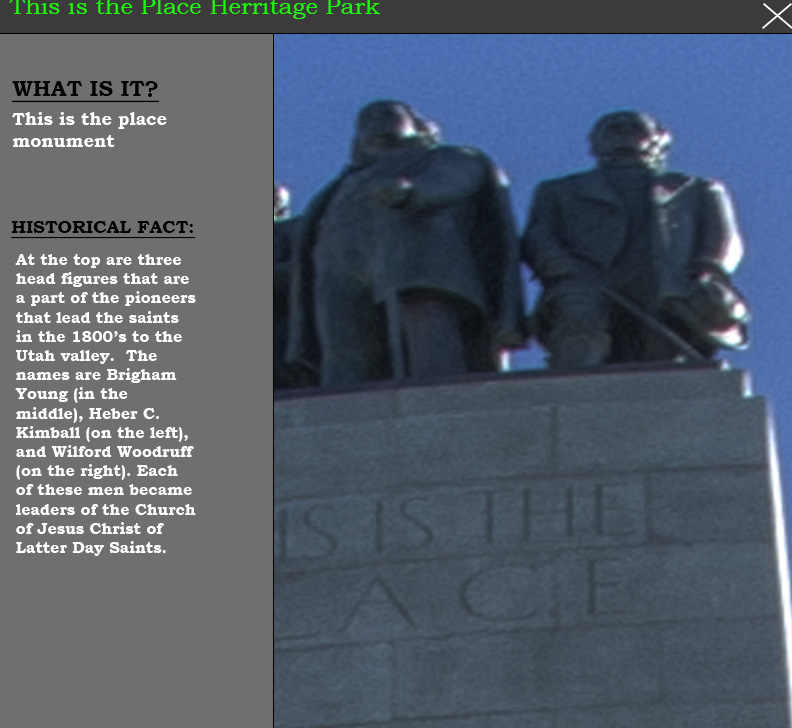 This is the Place Herritage Park
WHAT IS IT?
This is the place
monument
HISTORICAL FACT:
At the top are three
head figures that are
a part of the pioneers
that lead the saints
in the 1800's to the
Utah valley.  The
names are Brigham
Young (in the
middle), Heber C.
Kimball (on the left),
and Wilford Woodruff
(on the right). Each
of these men became
leaders of the Church
of Jesus Christ of
Latter Day Saints.
IS IS THE
LACE